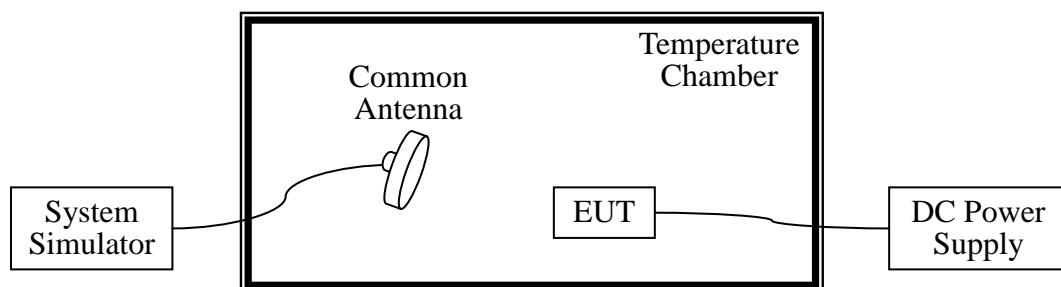 Temperature
Chamber
Common
Antenna
System
Simulator
EUT
DC Power
Supply